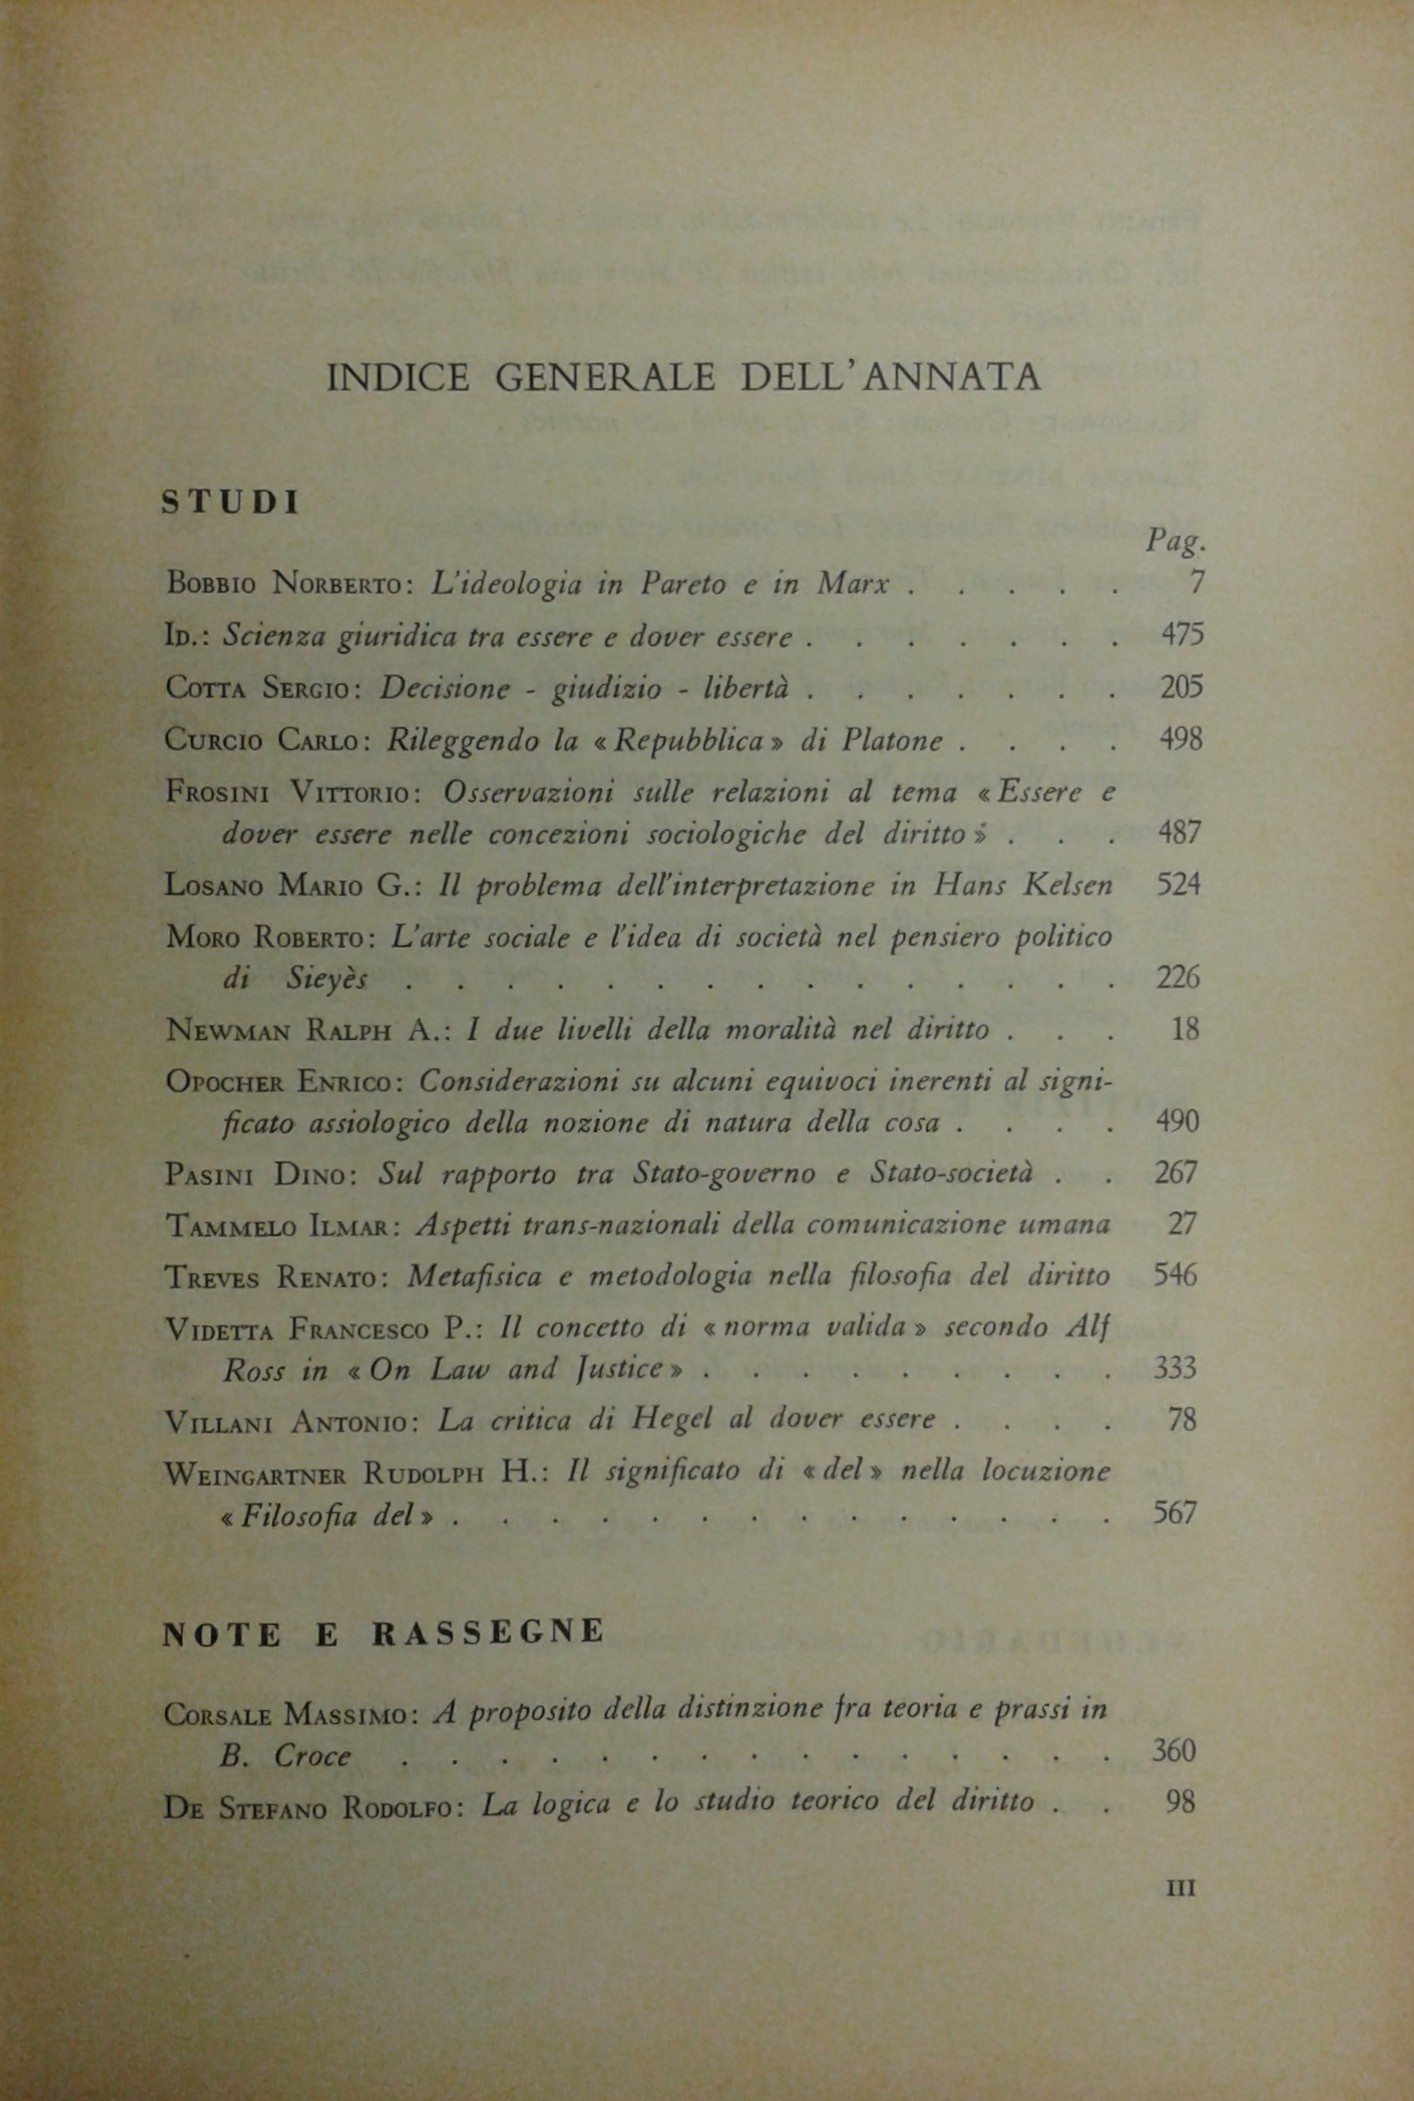 INDICE GENERALE DELL'ANNATA
STUDI
Pag.
BOBBIO NORBERTO: L'ideologia in Pareto e in Marx . . . . . 7
ID.: Scienza giuridica tra essere e dover essere . . . . . . . 475
COTTA SERGIO: Decisione - giudizio - libertà . . . . . . . 205
CURCIO CARLO: Rileggendo la «Repubblica» di Platone . . . . 498
FROSINI VITTORIO: Osservazioni sulle relazioni al tema «Essere e
dover essere nelle concezioni sociologiche del diritto» . . . 487
LOSANO MARIO G.: Il problema dell'interpretazione in Hans Kelsen 524
MORO ROBERTO: L'arte sociale e l'idea di società nel pensiero politico
di Sieyès . . . . . . . . . . . . . . . 226
NEWMAN RALPH A.: I due livelli della moralità nel diritto . . . 18
OPOCHER ENRICO: Considerazioni su alcuni equivoci inerenti al signi-
ficato assiologico della nozione di natura della cosa . . . . 490
PASINI DINO: Sul rapporto tra Stato-governo e Stato-società . . 267
TAMMELO ILMAR: Aspetti trans-nazionali della comunicazione umana 27
TREVES RENATO: Metafisica e metodologia nella filosofia del diritto 546
VIDETTA FRANCESCO P.: Il concetto di «norma valida» secondo Alf
Ross in «On Law and Justice» . . . . . . . . . 333
VILLANI ANTONIO: La critica di Hegel al dover essere . . . . 78
WEINGARTNER RUDOLPH H.: Il significato di «del» nella locuzione
«Filosofia del» . . . . . . . . . . . . . . 567
NOTE E RASSEGNE
CORSALE MASSIMO: A proposito della distinzione fra teoria e prassi in
B. Croce . . . . . . . . . . . . . . . 360
DE STEFANO RODOLFO: La logica e lo studio teorico del diritto . . 98
III